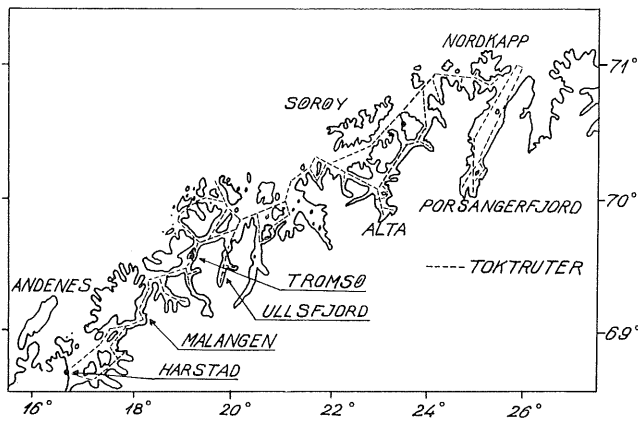 NORDKAPP
71°
SØRØY
70°
PORSANGERFJORD
ALTA
----- TOKTRUTER
ANDENES
TROMSØ
ULLSFJORD
MALANGEN
69°
HARSTAD
16° 18° 20° 22° 24° 26°